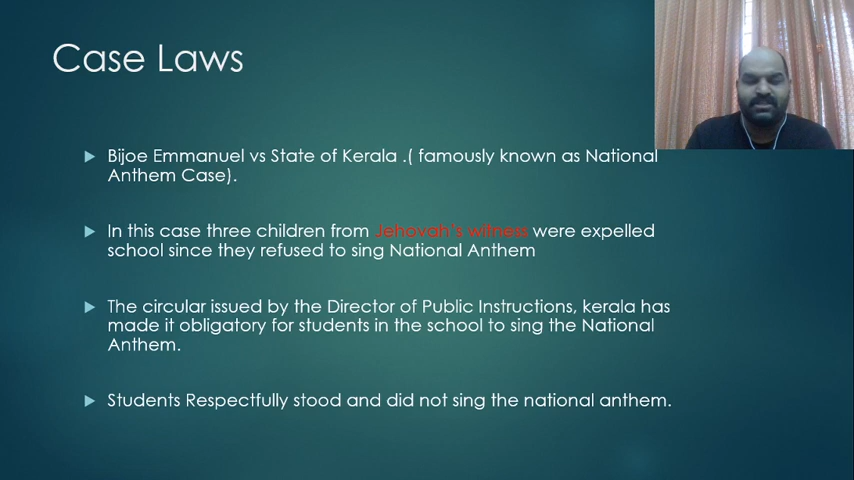 Case Laws
Bijoe Emmanuel vs State of Kerala .( famously known as National
Anthem Case).
In this case three children from Jehovah's witness were expelled
school since they refused to sing National Anthem
The circular issued by the Director of Public Instructions, kerala has
made it obligatory for students in the school to sing the National
Anthem.
Students Respectfully stood and did not sing the national anthem.